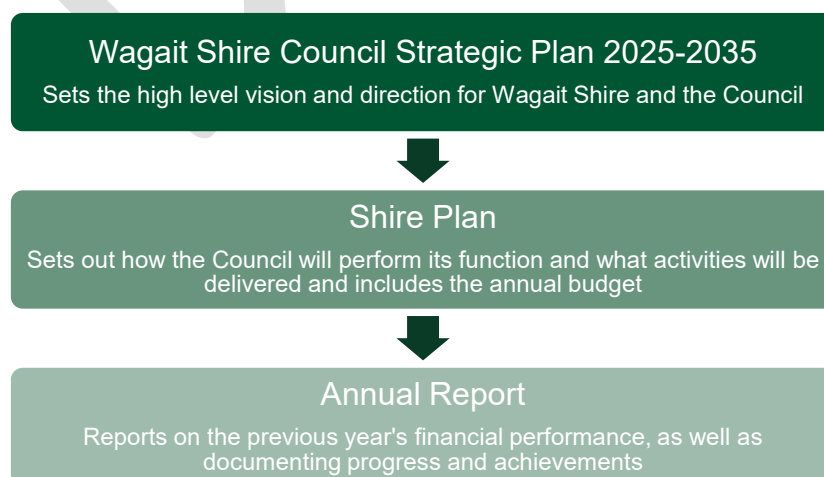 Wagait Shire Council Strategic Plan 2025-2035
Sets the high level vision and direction for Wagait Shire and the Council
Shire Plan
Sets out how the Council will perform its function and what activities will be
delivered and includes the annual budget
Annual Report
Reports on the previous year's financial performance, as well as
documenting progress and achievements